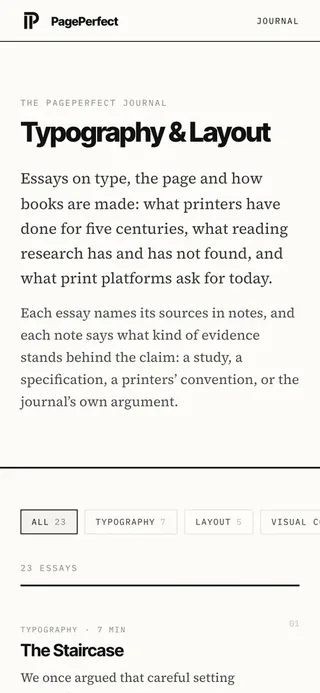 PagePerfect
JOURNAL
THE PAGEPERFECT JOURNAL
Typography & Layout
Essays on type, the page and how
books are made: what printers have
done for five centuries, what reading
research has and has not found, and
what print platforms ask for today.
Each essay names its sources in notes, and
each note says what kind of evidence
stands behind the claim: a study, a
specification, a printers’ convention, or the
journal’s own argument.
ALL 23
TYPOGRAPHY 7
LAYOUT 5
VISUAL C
23 ESSAYS
01
TYPOGRAPHY · 7 MIN
The Staircase
We once argued that careful setting